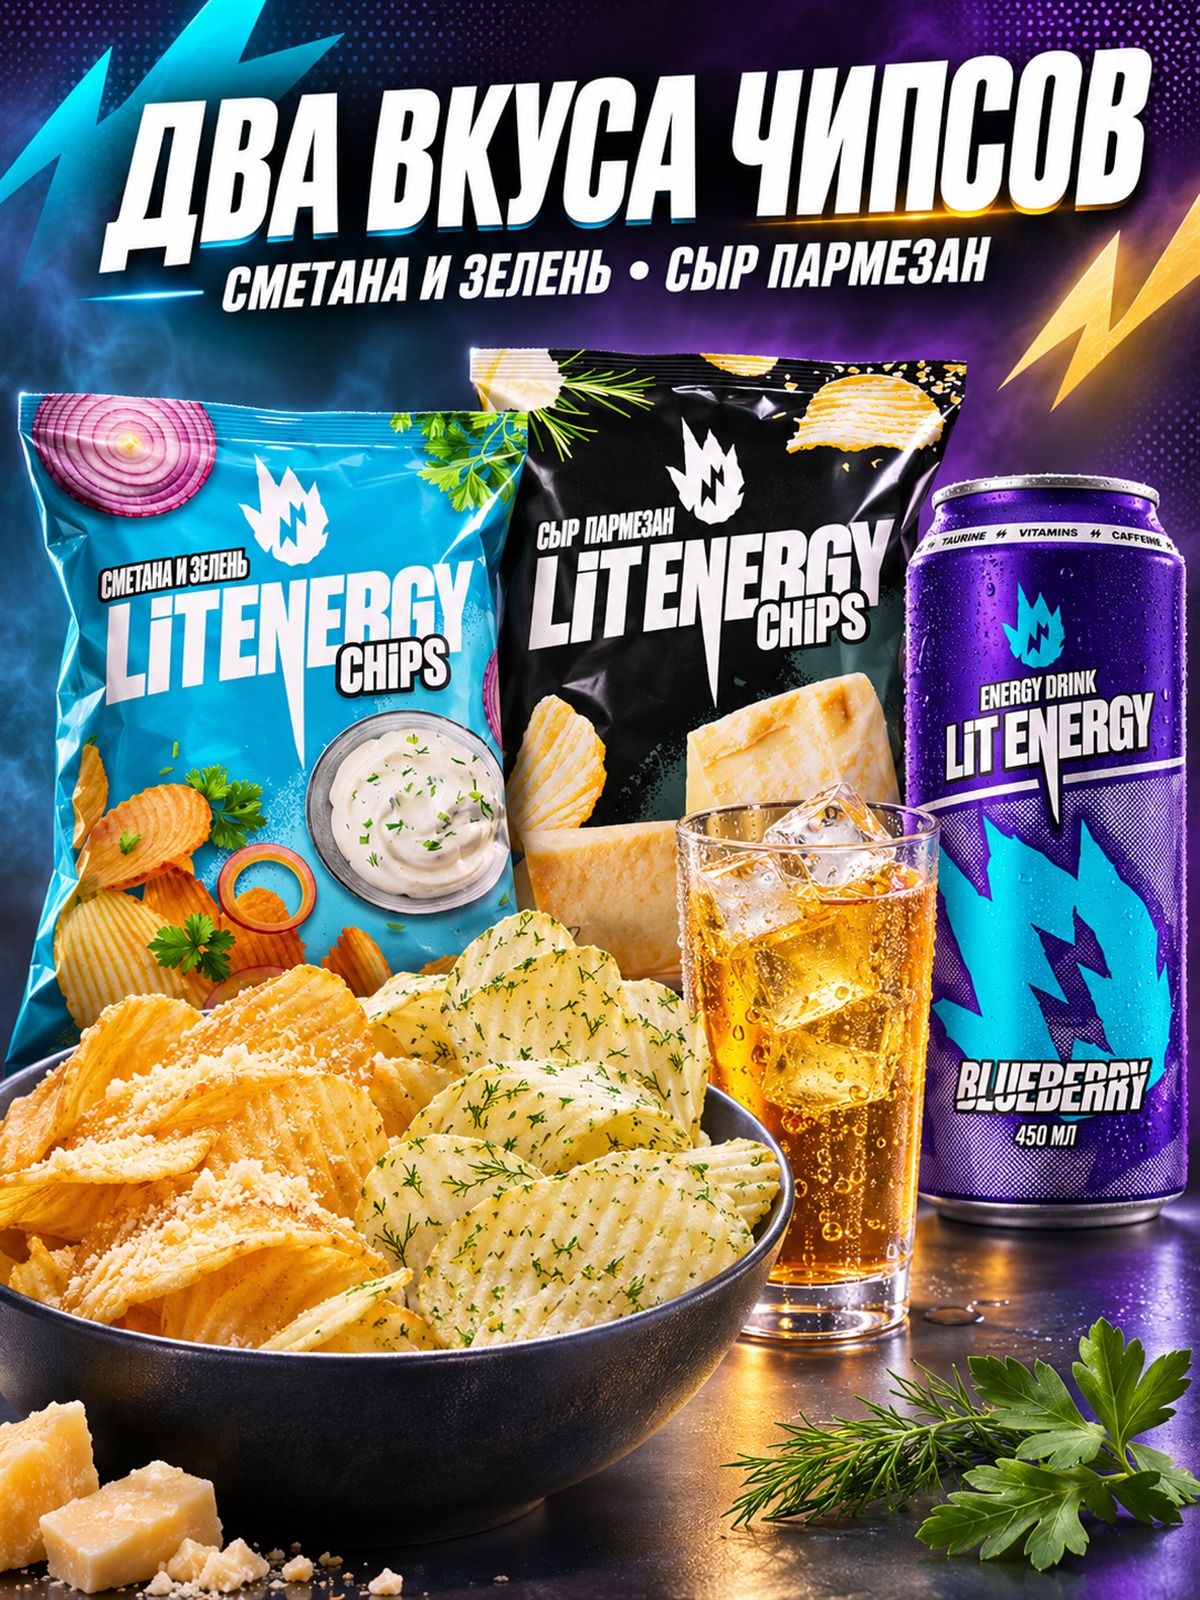 ДВА ВКУСА ЧИПСОВ
СМЕТАНА И ЗЕЛЕНЬ • СЫР ПАРМЕЗАН
СМЕТАНА И ЗЕЛЕНЬ
LiTENERGY
CHiPS
СЫР ПАРМЕЗАН
LiTENERGY
CHiPS
TAURINE VITAMINS CAFFEINE
ENERGY DRINK
LiT ENERGY
BLUEBERRY
450 МЛ